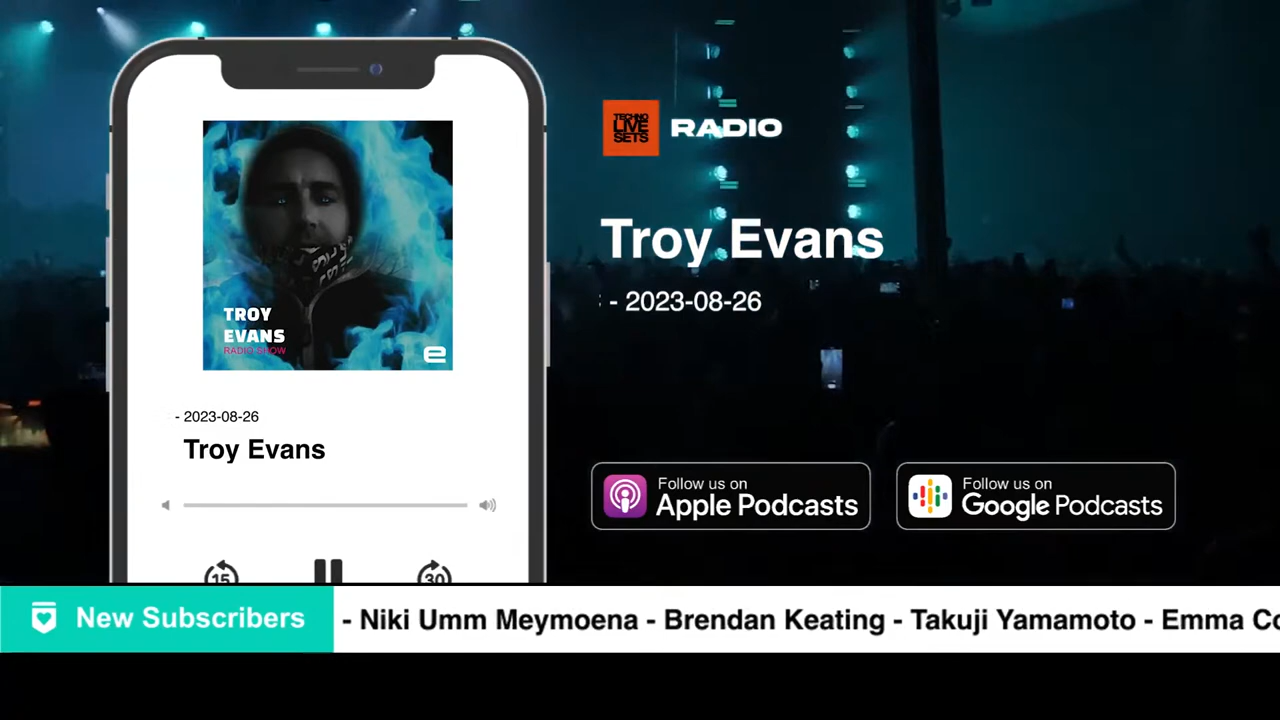 TROY
EVANS
RADIO SHOW
e
- 2023-08-26
Troy Evans
15
30
TECHNO
LIVE
SETS
RADIO
Troy Evans
- 2023-08-26
Follow us on
Apple Podcasts
Follow us on
Google Podcasts
New Subscribers
- Niki Umm Meymoena - Brendan Keating - Takuji Yamamoto - Emma Co